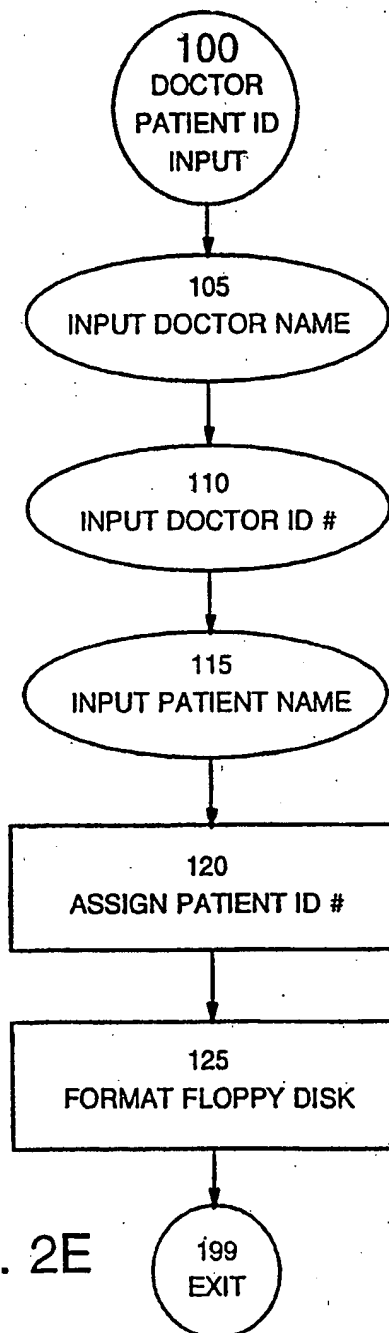 100
DOCTOR
PATIENT ID
INPUT
105
INPUT DOCTOR NAME
110
INPUT DOCTOR ID #
115
INPUT PATIENT NAME
120
ASSIGN PATIENT ID #
125
FORMAT FLOPPY DISK
. 2E
199
EXIT